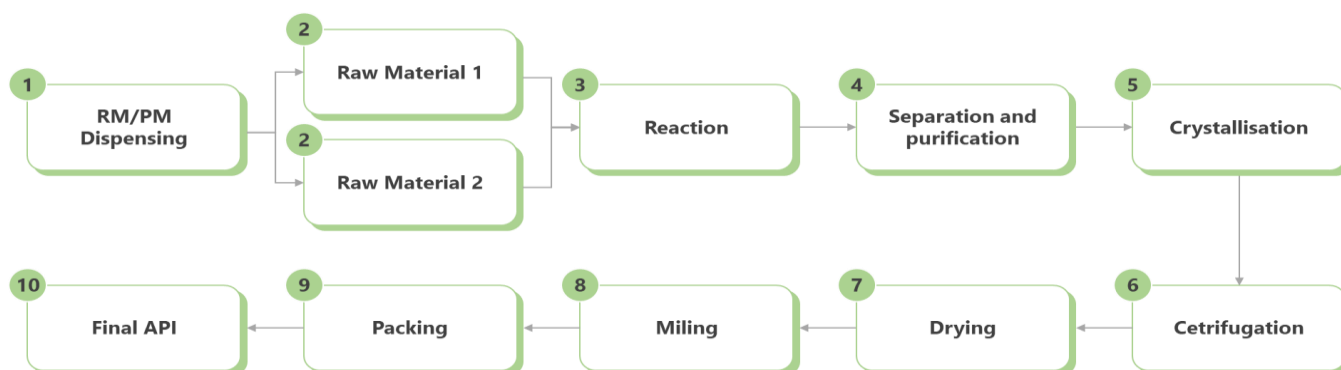 1
RM/PM
Dispensing
2
Raw Material 1
2
Raw Material 2
3
Reaction
4
Separation and
purification
5
Crystallisation
6
Cetrifugation
7
Drying
8
Miling
9
Packing
10
Final API